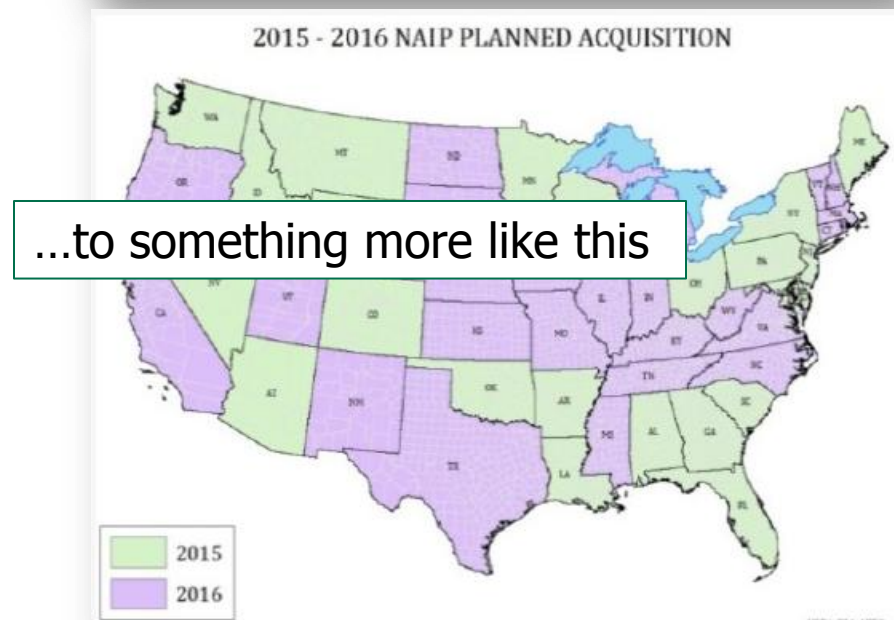 2015 - 2016 NAIP PLANNED ACQUISITION
WA
MT
ND
MN
ME
OR
ID
VT
NH
NY
MA
...to something more like this
PA
NV
OH
CA
UT
CO
IL
IN
WV
VA
KS
MO
KY
NC
TN
AZ
NM
OK
AR
SC
MS
AL
GA
TX
LA
FL
2015
2016